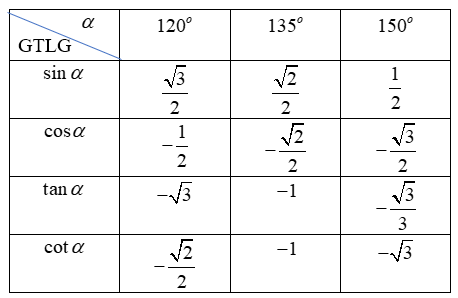 α 120° 135° 150°
GTLG
sin α √3/2 √2/2 1/2
cosα −1/2 −√2/2 −√3/2
tan α −√3 −1 −√3/3
cot α −√2/2 −1 −√3